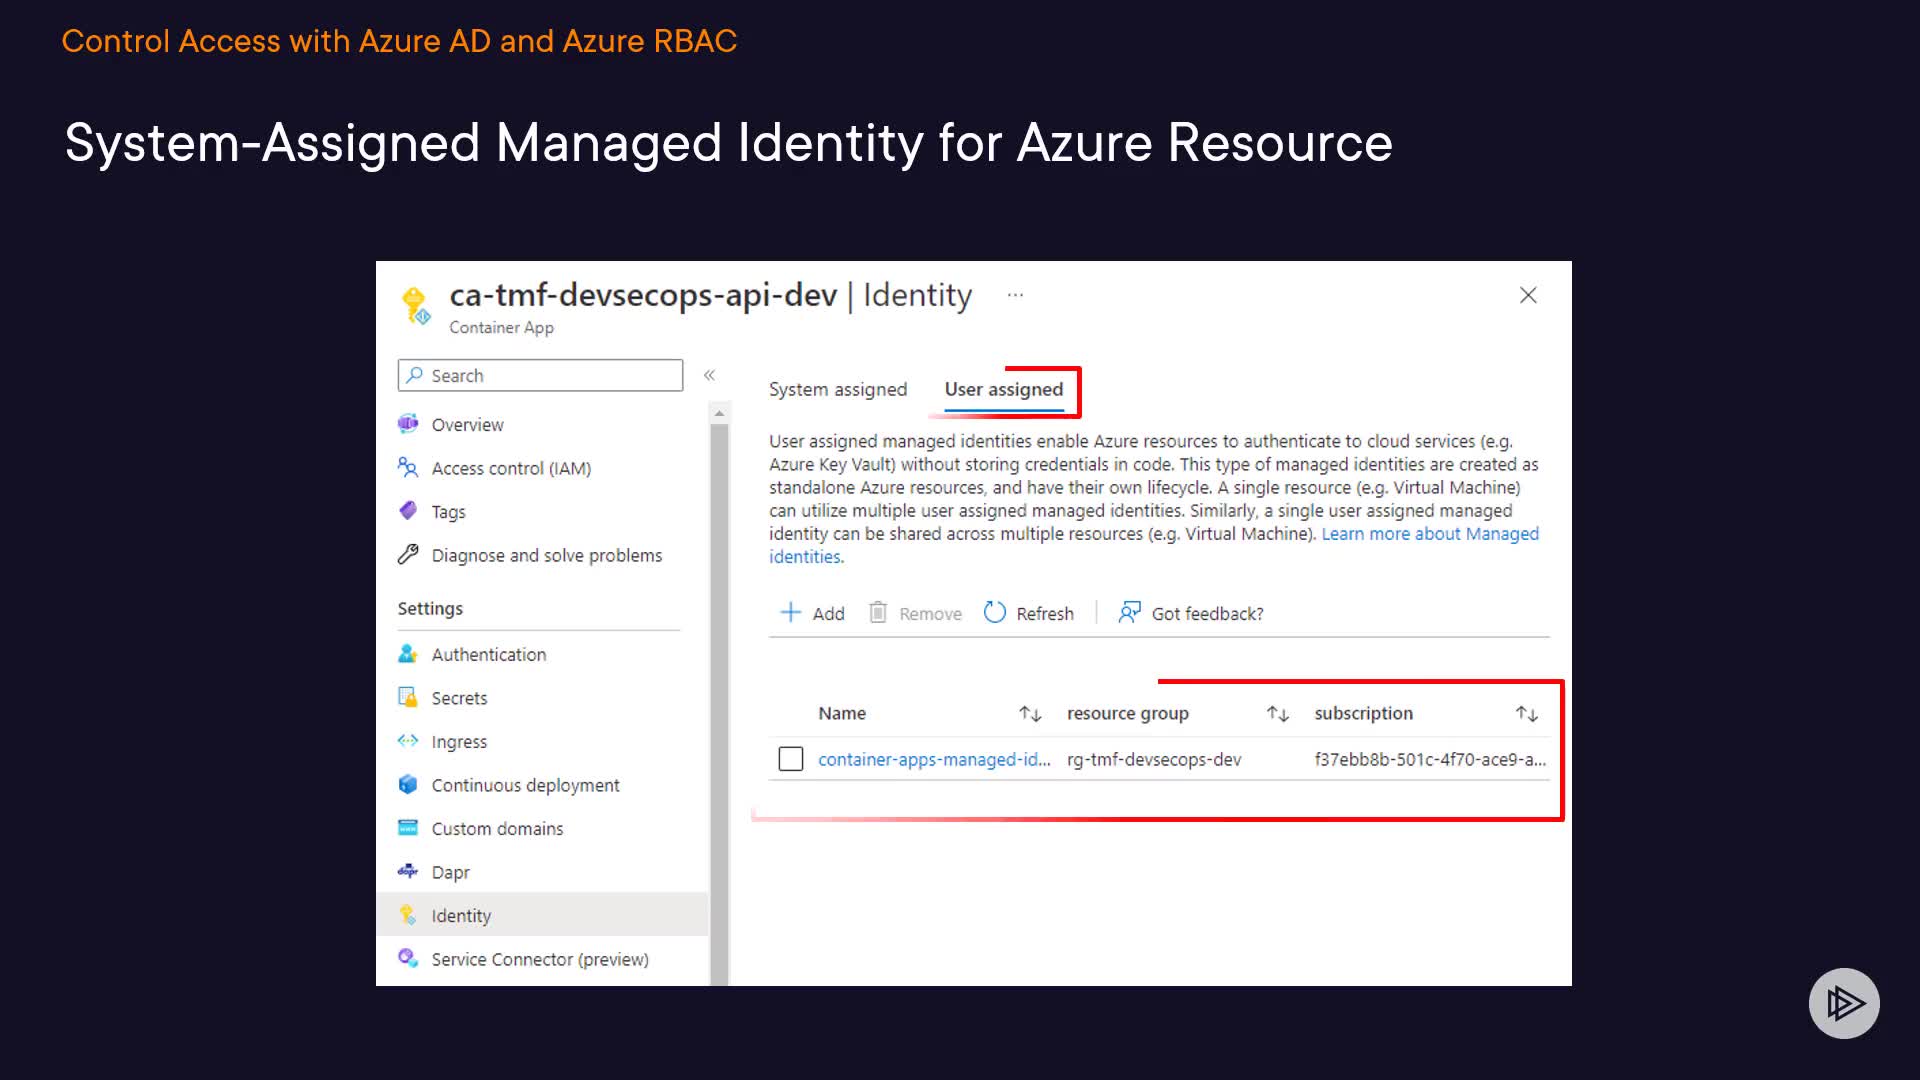 Control Access with Azure AD and Azure RBAC
System-Assigned Managed Identity for Azure Resource
ca-tmf-devsecops-api-dev | Identity ...
Container App
Search
«
Overview
Access control (IAM)
Tags
Diagnose and solve problems
Settings
Authentication
Secrets
Ingress
Continuous deployment
Custom domains
Dapr
Identity
Service Connector (preview)
System assigned User assigned
User assigned managed identities enable Azure resources to authenticate to cloud services (e.g.
Azure Key Vault) without storing credentials in code. This type of managed identities are created as
standalone Azure resources, and have their own lifecycle. A single resource (e.g. Virtual Machine)
can utilize multiple user assigned managed identities. Similarly, a single user assigned managed
identity can be shared across multiple resources (e.g. Virtual Machine). Learn more about Managed
identities.
Add Remove Refresh Got feedback?
Name ↑↓ resource group ↑↓ subscription ↑↓
container-apps-managed-id... rg-tmf-devsecops-dev f37ebb8b-501c-4f70-ace9-a...